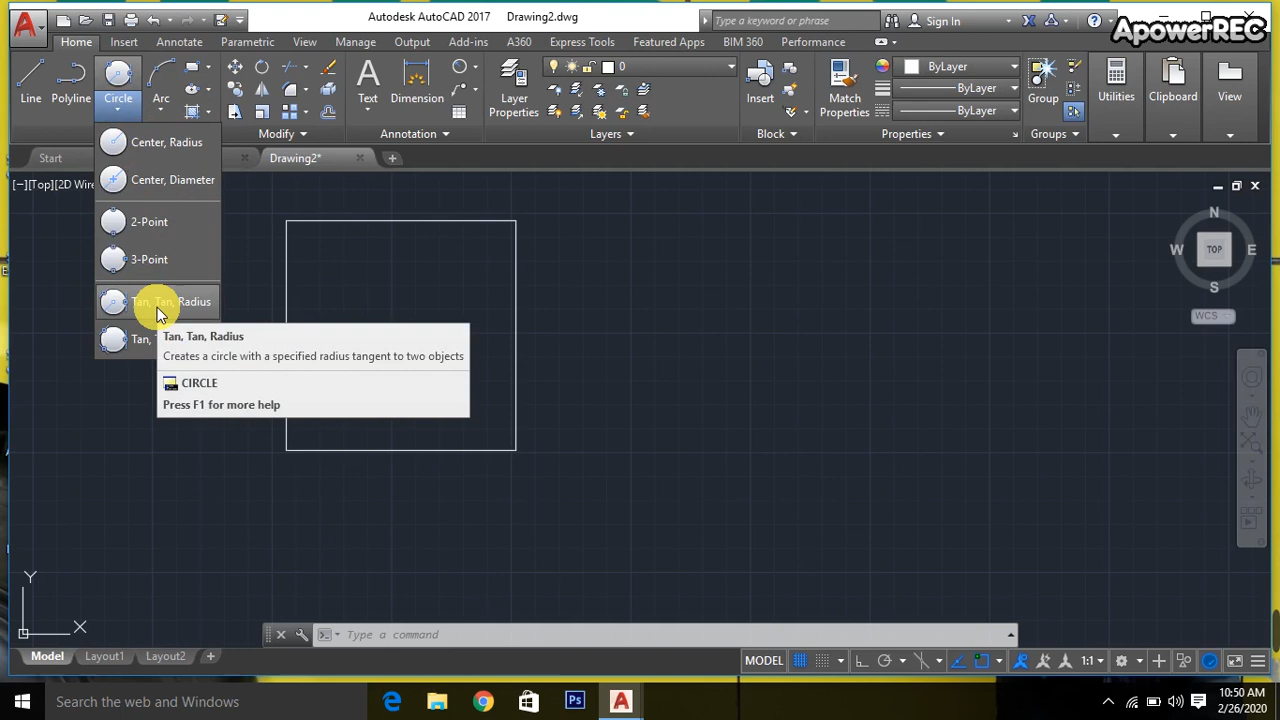 Autodesk AutoCAD 2017 Drawing2.dwg
Type a keyword or phrase
Sign In
ApowerREC
Home Insert Annotate Parametric View Manage Output Add-ins A360 Express Tools Featured Apps BIM 360 Performance
Line Polyline Circle Arc
Text Dimension
Layer Properties
0
Insert
Match Properties
ByLayer
ByLayer
ByLayer
Group
Utilities Clipboard View
Modify Annotation Layers Block Properties Groups
Start Drawing2*
[−][Top][2D Wire
Center, Radius
Center, Diameter
2-Point
3-Point
Tan, Tan, Radius
Tan,
Tan, Tan, Radius
Creates a circle with a specified radius tangent to two objects
CIRCLE
Press F1 for more help
N
W TOP E
S
WCS
Y
X
Type a command
Model Layout1 Layout2
MODEL 1:1
Search the web and Windows
Ps
10:50 AM
2/26/2020